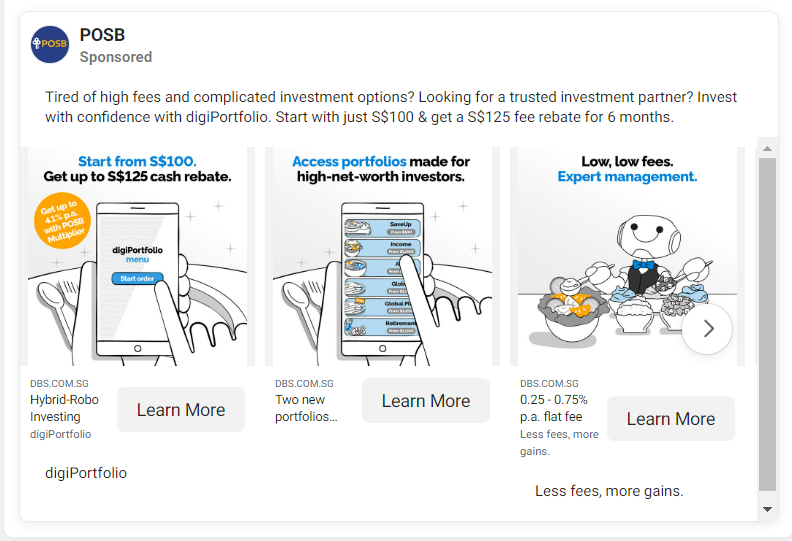 POSB
POSB
Sponsored
Tired of high fees and complicated investment options? Looking for a trusted investment partner? Invest
with confidence with digiPortfolio. Start with just S$100 & get a S$125 fee rebate for 6 months.
Start from S$100.
Get up to S$125 cash rebate.
Get up to
4.1% p.a.
with POSB
Multiplier
digiPortfolio
menu
Start order
DBS.COM.SG
Hybrid-Robo
Investing
digiPortfolio
Learn More
digiPortfolio
Access portfolios made for
high-net-worth investors.
SaveUp
Income
From $1,000
Global Pl
Retirement
DBS.COM.SG
Two new
portfolios...
Learn More
Low, low fees.
Expert management.
DBS.COM.SG
0.25 - 0.75%
p.a. flat fee
Less fees, more
gains.
Learn More
Less fees, more gains.